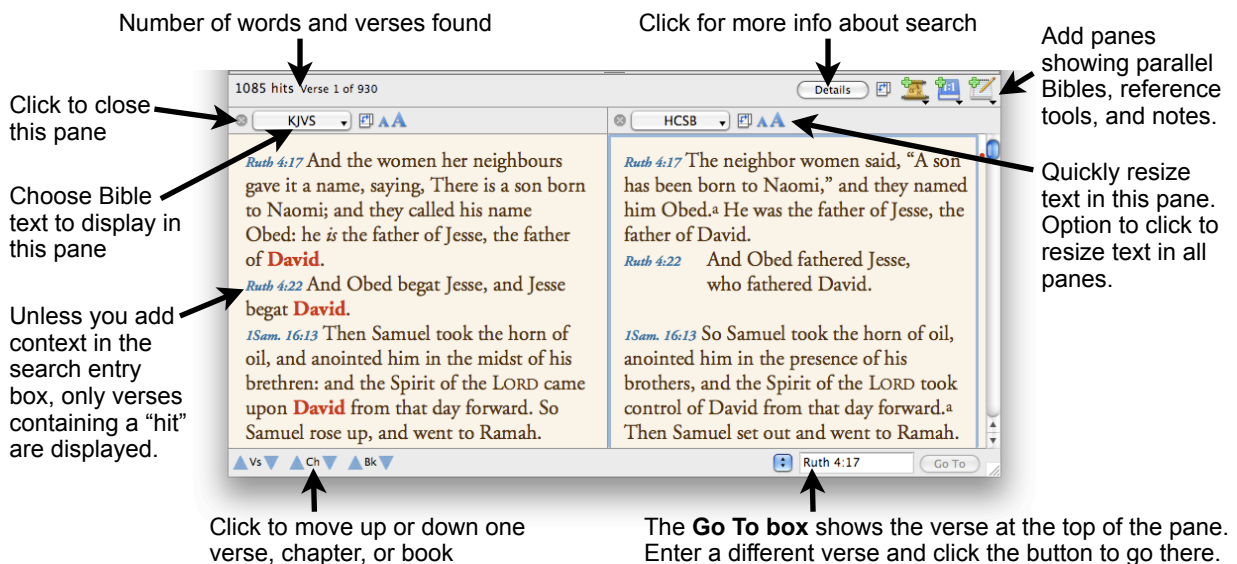 Number of words and verses found
Click for more info about search
Add panes
showing parallel
Bibles, reference
tools, and notes.
1085 hits Verse 1 of 930
Details
Click to close
this pane
KJVS
AA
HCSB
AA
Choose Bible
text to display in
this pane
Quickly resize
text in this pane.
Option to click to
resize text in all
panes.
Unless you add
context in the
search entry
box, only verses
containing a “hit”
are displayed.
Ruth 4:17 And the women her neighbours
gave it a name, saying, There is a son born
to Naomi; and they called his name
Obed: he is the father of Jesse, the father
of David.
Ruth 4:22 And Obed begat Jesse, and Jesse
begat David.
1Sam. 16:13 Then Samuel took the horn of
oil, and anointed him in the midst of his
brethren: and the Spirit of the LORD came
upon David from that day forward. So
Samuel rose up, and went to Ramah.
Ruth 4:17 The neighbor women said, “A son
has been born to Naomi,” and they named
him Obed.a He was the father of Jesse, the
father of David.
Ruth 4:22 And Obed fathered Jesse,
who fathered David.
1Sam. 16:13 So Samuel took the horn of oil,
anointed him in the presence of his
brothers, and the Spirit of the LORD took
control of David from that day forward.a
Then Samuel set out and went to Ramah.
Vs Ch Bk
Ruth 4:17
Go To
Click to move up or down one
verse, chapter, or book
The Go To box shows the verse at the top of the pane.
Enter a different verse and click the button to go there.